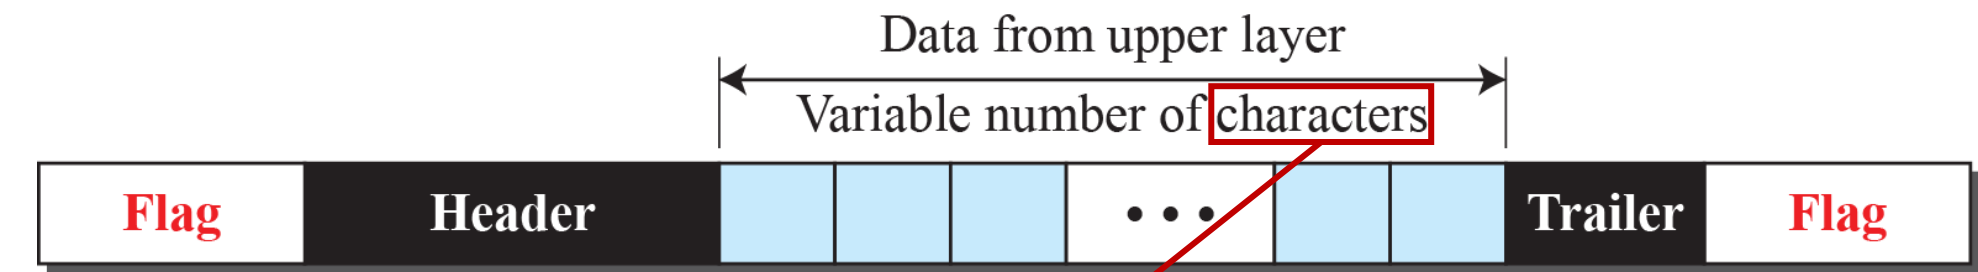 Data from upper layer
Variable number of characters
Flag Header • • • Trailer Flag